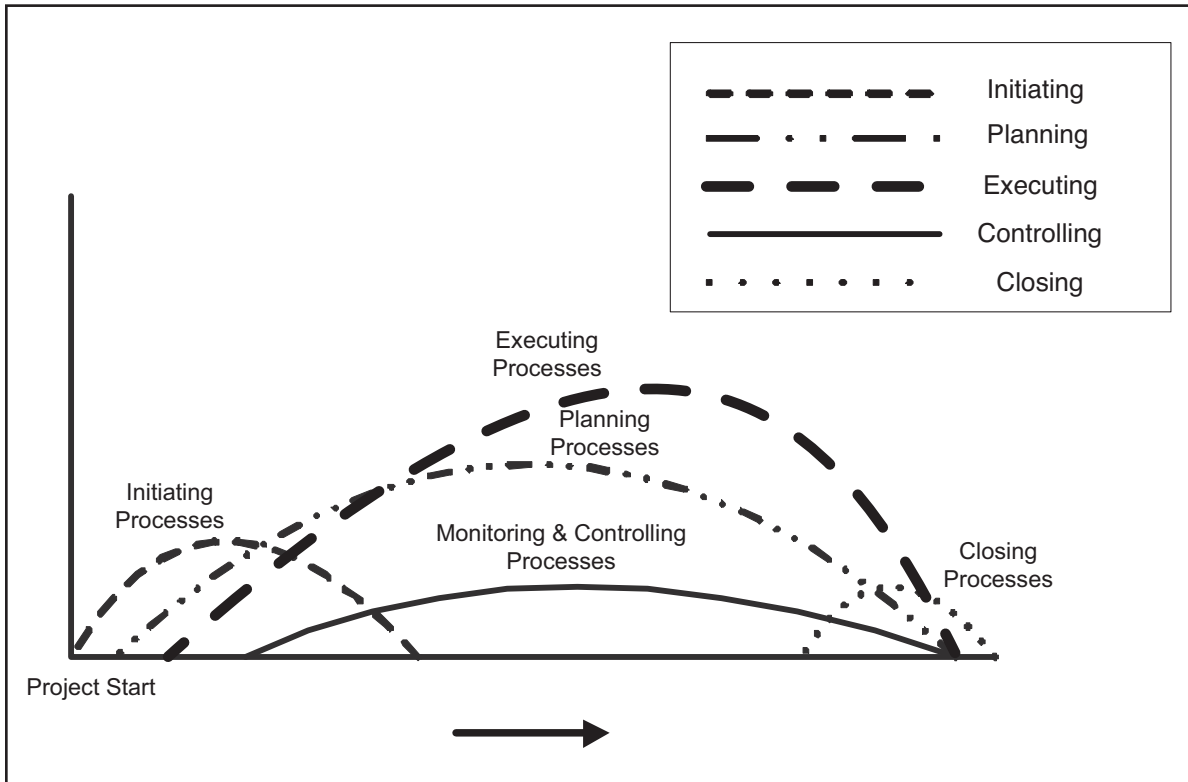 Initiating
Planning
Executing
Controlling
Closing
Executing
Processes
Planning
Processes
Initiating
Processes
Monitoring & Controlling
Processes
Closing
Processes
Project Start